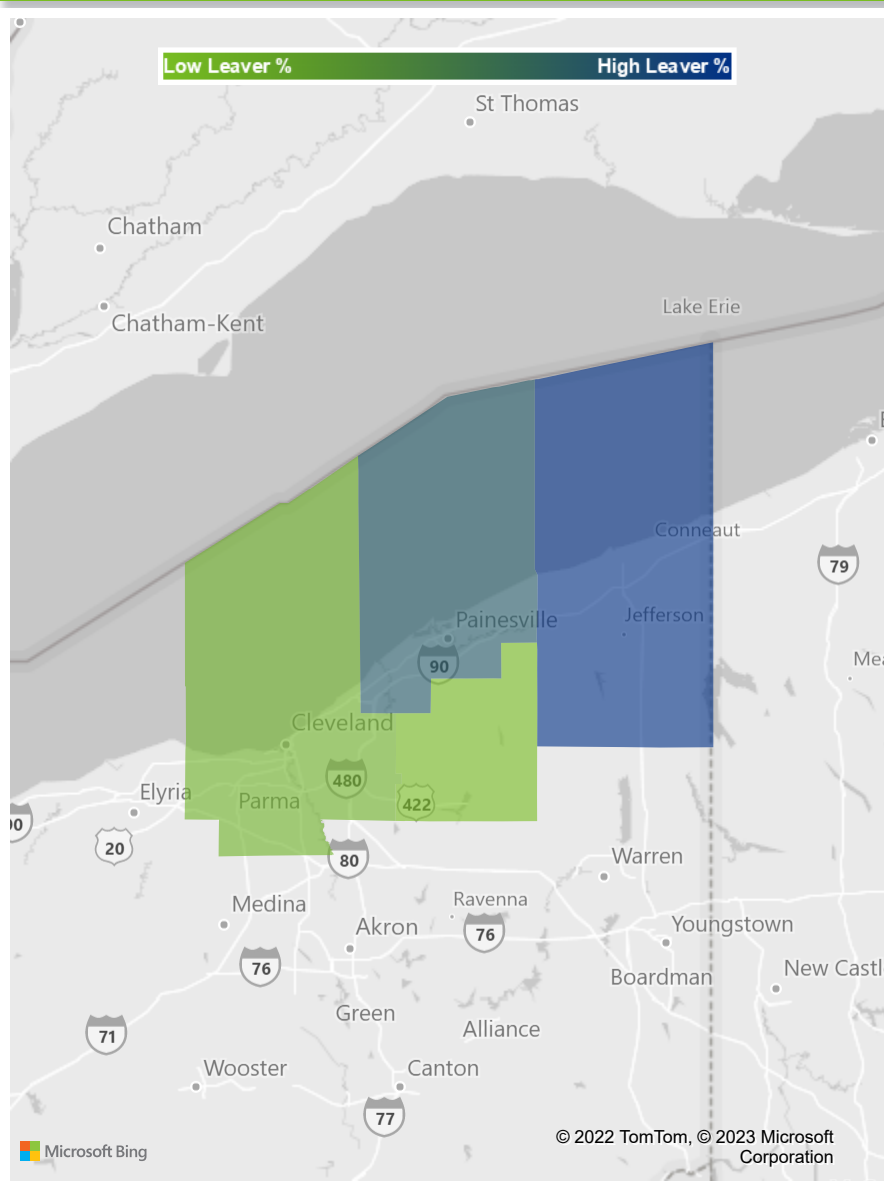 Low Leaver %
High Leaver %
St Thomas
Chatham
Lake Erie
Chatham-Kent
Conneaut
79
Jefferson
Painesville
90
Mea
Cleveland
480
Elyria
Parma
422
20
80
Warren
Medina
Ravenna
Akron
76
Youngstown
76
New Castl
Boardman
Green
71
Alliance
Wooster
Canton
77
© 2022 TomTom, © 2023 Microsoft
Corporation
Microsoft Bing